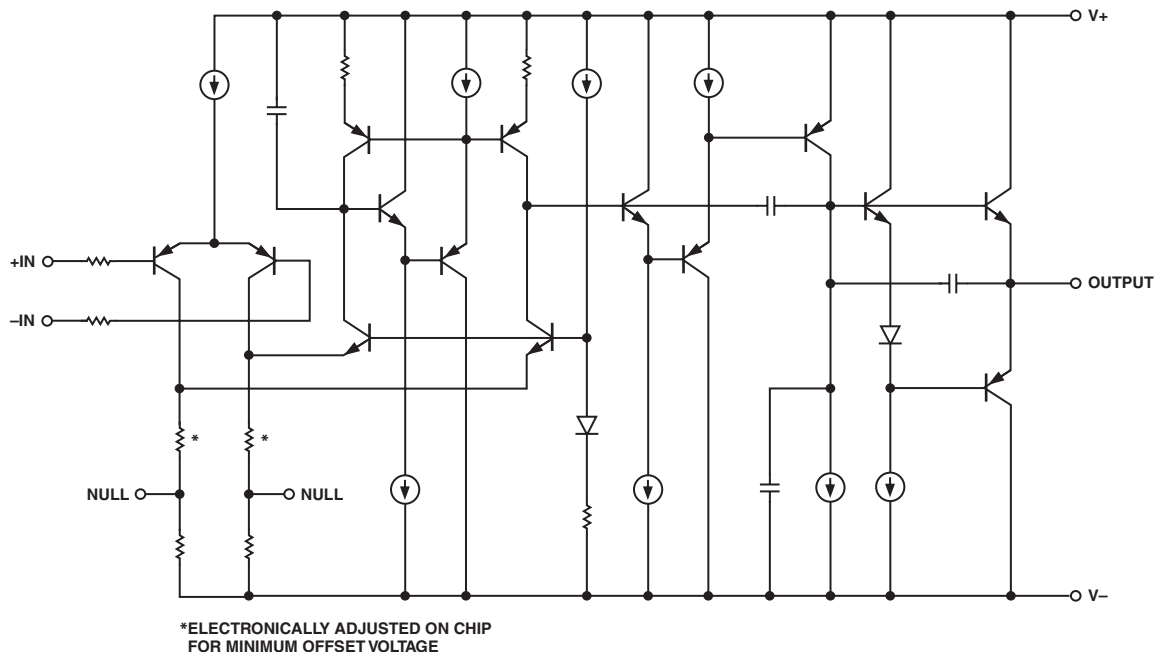 V+
+IN
–IN
OUTPUT
*
*
NULL
NULL
V–
*ELECTRONICALLY ADJUSTED ON CHIP
FOR MINIMUM OFFSET VOLTAGE